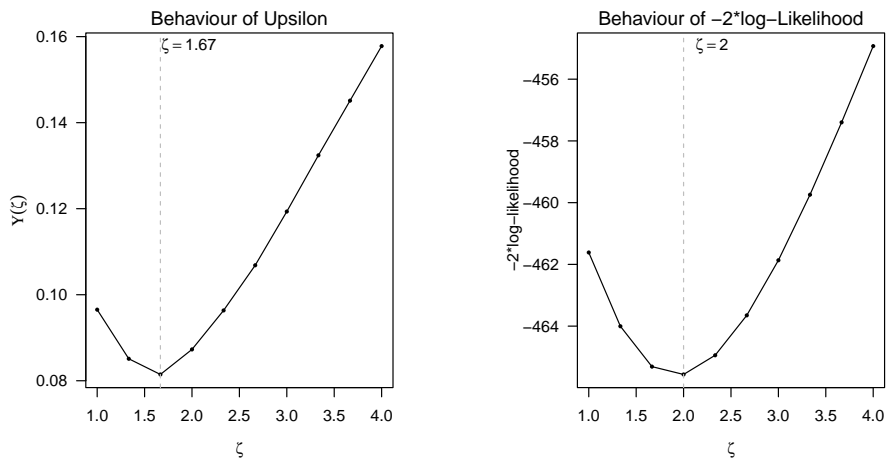 Behaviour of Upsilon
ζ = 1.67
0.16
0.14
0.12
0.10
0.08
ϒ(ζ)
1.0 1.5 2.0 2.5 3.0 3.5 4.0
ζ
Behaviour of −2*log−Likelihood
ζ = 2
−456
−458
−460
−462
−464
−2*log−likelihood
1.0 1.5 2.0 2.5 3.0 3.5 4.0
ζ